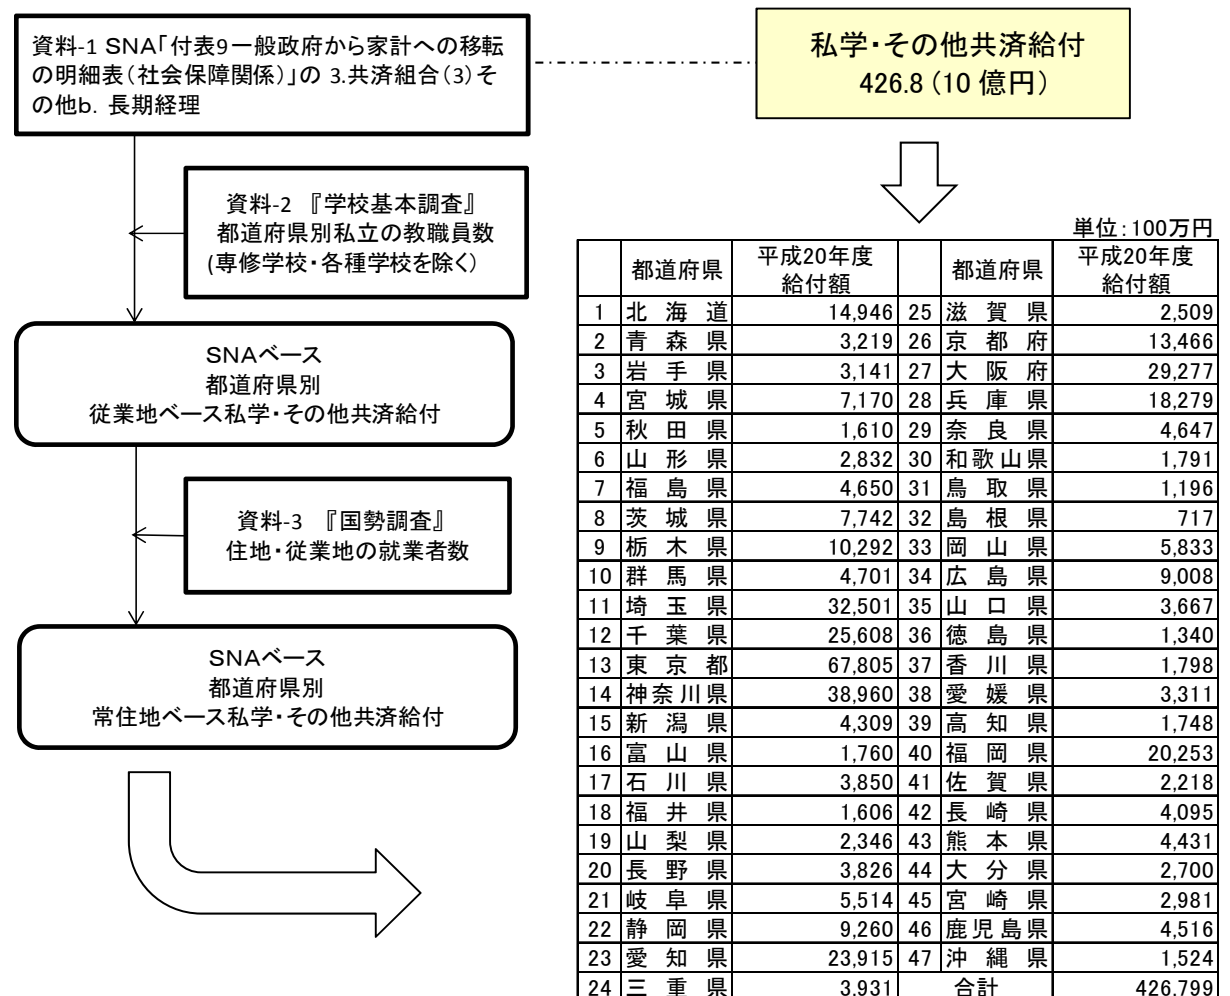 資料-1 SNA｢付表9一般政府から家計への移転
の明細表（社会保障関係）｣の 3.共済組合（3）そ
の他b. 長期経理
私学・その他共済給付
426.8（10 億円）
資料-2 『学校基本調査』
都道府県別私立の教職員数
(専修学校・各種学校を除く）
SNAベース
都道府県別
従業地ベース私学・その他共済給付
資料-3 『国勢調査』
住地・従業地の就業者数
SNAベース
都道府県別
常住地ベース私学・その他共済給付
単位：100万円
都道府県 平成20年度 給付額 都道府県 平成20年度 給付額
1 北海道 14,946 25 滋賀県 2,509
2 青森県 3,219 26 京都府 13,466
3 岩手県 3,141 27 大阪府 29,277
4 宮城県 7,170 28 兵庫県 18,279
5 秋田県 1,610 29 奈良県 4,647
6 山形県 2,832 30 和歌山県 1,791
7 福島県 4,650 31 鳥取県 1,196
8 茨城県 7,742 32 島根県 717
9 栃木県 10,292 33 岡山県 5,833
10 群馬県 4,701 34 広島県 9,008
11 埼玉県 32,501 35 山口県 3,667
12 千葉県 25,608 36 徳島県 1,340
13 東京都 67,805 37 香川県 1,798
14 神奈川県 38,960 38 愛媛県 3,311
15 新潟県 4,309 39 高知県 1,748
16 富山県 1,760 40 福岡県 20,253
17 石川県 3,850 41 佐賀県 2,218
18 福井県 1,606 42 長崎県 4,095
19 山梨県 2,346 43 熊本県 4,431
20 長野県 3,826 44 大分県 2,700
21 岐阜県 5,514 45 宮崎県 2,981
22 静岡県 9,260 46 鹿児島県 4,516
23 愛知県 23,915 47 沖縄県 1,524
24 三重県 3,931 合計 426,799